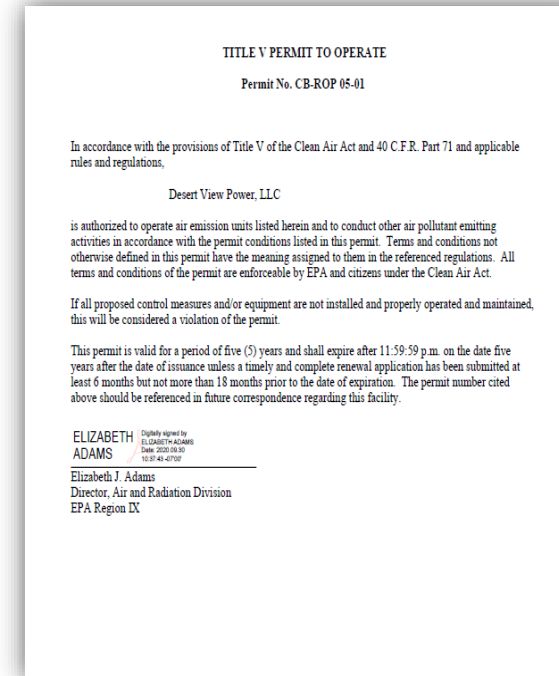 TITLE V PERMIT TO OPERATE
Permit No. CB-ROP 05-01
In accordance with the provisions of Title V of the Clean Air Act and 40 C.F.R. Part 71 and applicable
rules and regulations,
Desert View Power, LLC
is authorized to operate air emission units listed herein and to conduct other air pollutant emitting
activities in accordance with the permit conditions listed in this permit. Terms and conditions not
otherwise defined in this permit have the meaning assigned to them in the referenced regulations. All
terms and conditions of the permit are enforceable by EPA and citizens under the Clean Air Act.
If all proposed control measures and/or equipment are not installed and properly operated and maintained,
this will be considered a violation of the permit.
This permit is valid for a period of five (5) years and shall expire after 11:59:59 p.m. on the date five
years after the date of issuance unless a timely and complete renewal application has been submitted at
least 6 months but not more than 18 months prior to the date of expiration. The permit number cited
above should be referenced in future correspondence regarding this facility.
ELIZABETH
ADAMS
Digitally signed by
ELIZABETH ADAMS
Date: 2020.09.30
10:37:43 -07'00'
Elizabeth J. Adams
Director, Air and Radiation Division
EPA Region IX